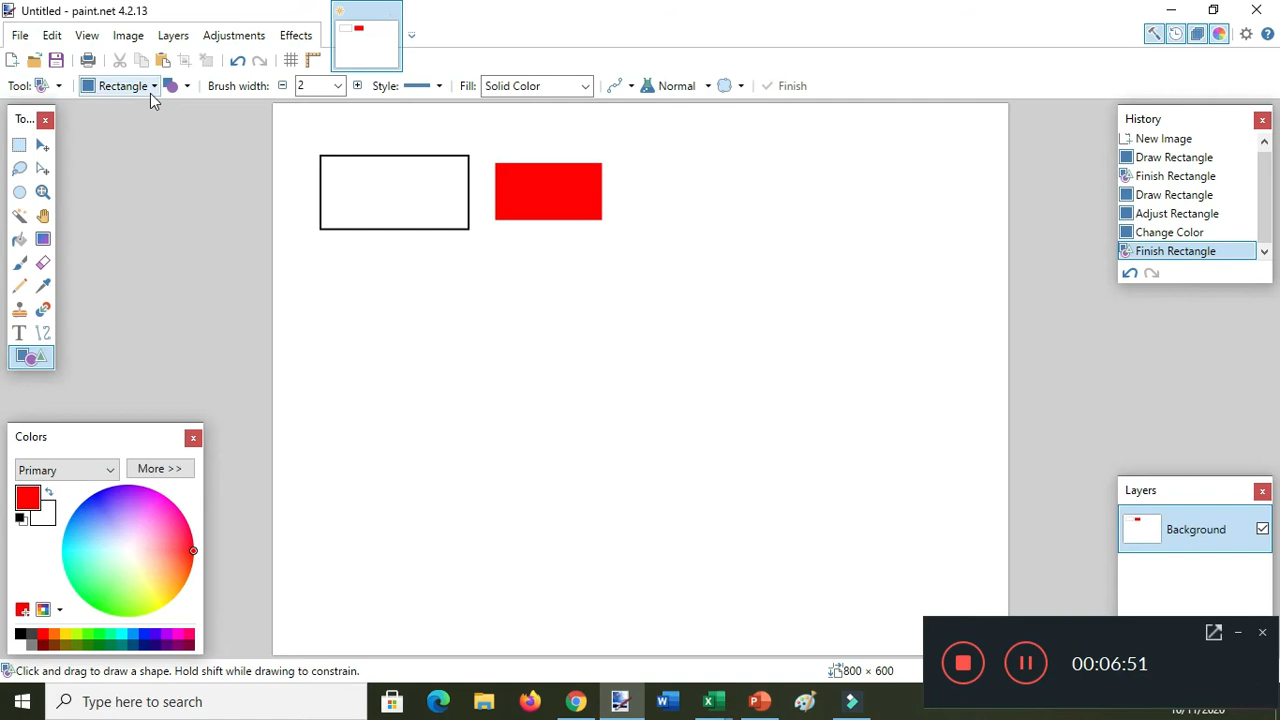 Untitled - paint.net 4.2.13
File Edit View Image Layers Adjustments Effects
Tool: Rectangle Brush width: 2 Style: Fill: Solid Color Normal Finish
To...
History
New Image
Draw Rectangle
Finish Rectangle
Draw Rectangle
Adjust Rectangle
Change Color
Finish Rectangle
Colors
Primary More >>
Layers
Background
00:06:51
Click and drag to draw a shape. Hold shift while drawing to constrain. 800 × 600
Type here to search